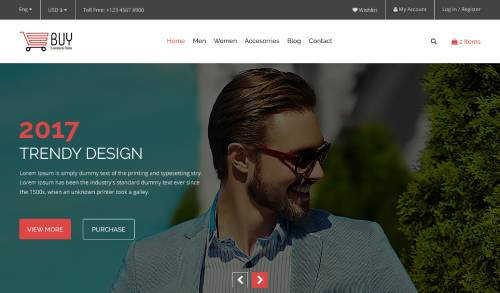 Eng
USD $
Toll Free: +123 4567 8900
Wishlist
My Account
Log in / Register
BUY
Home Men Women Accesorries Blog Contact
2 Items
2017
TRENDY DESIGN
Lorem Ipsum is simply dummy text of the printing and typesetting stry.
Lorem Ipsum has been the industry's standard dummy text ever since
the 1500s, when an unknown printer took a galley.
VIEW MORE
PURCHASE